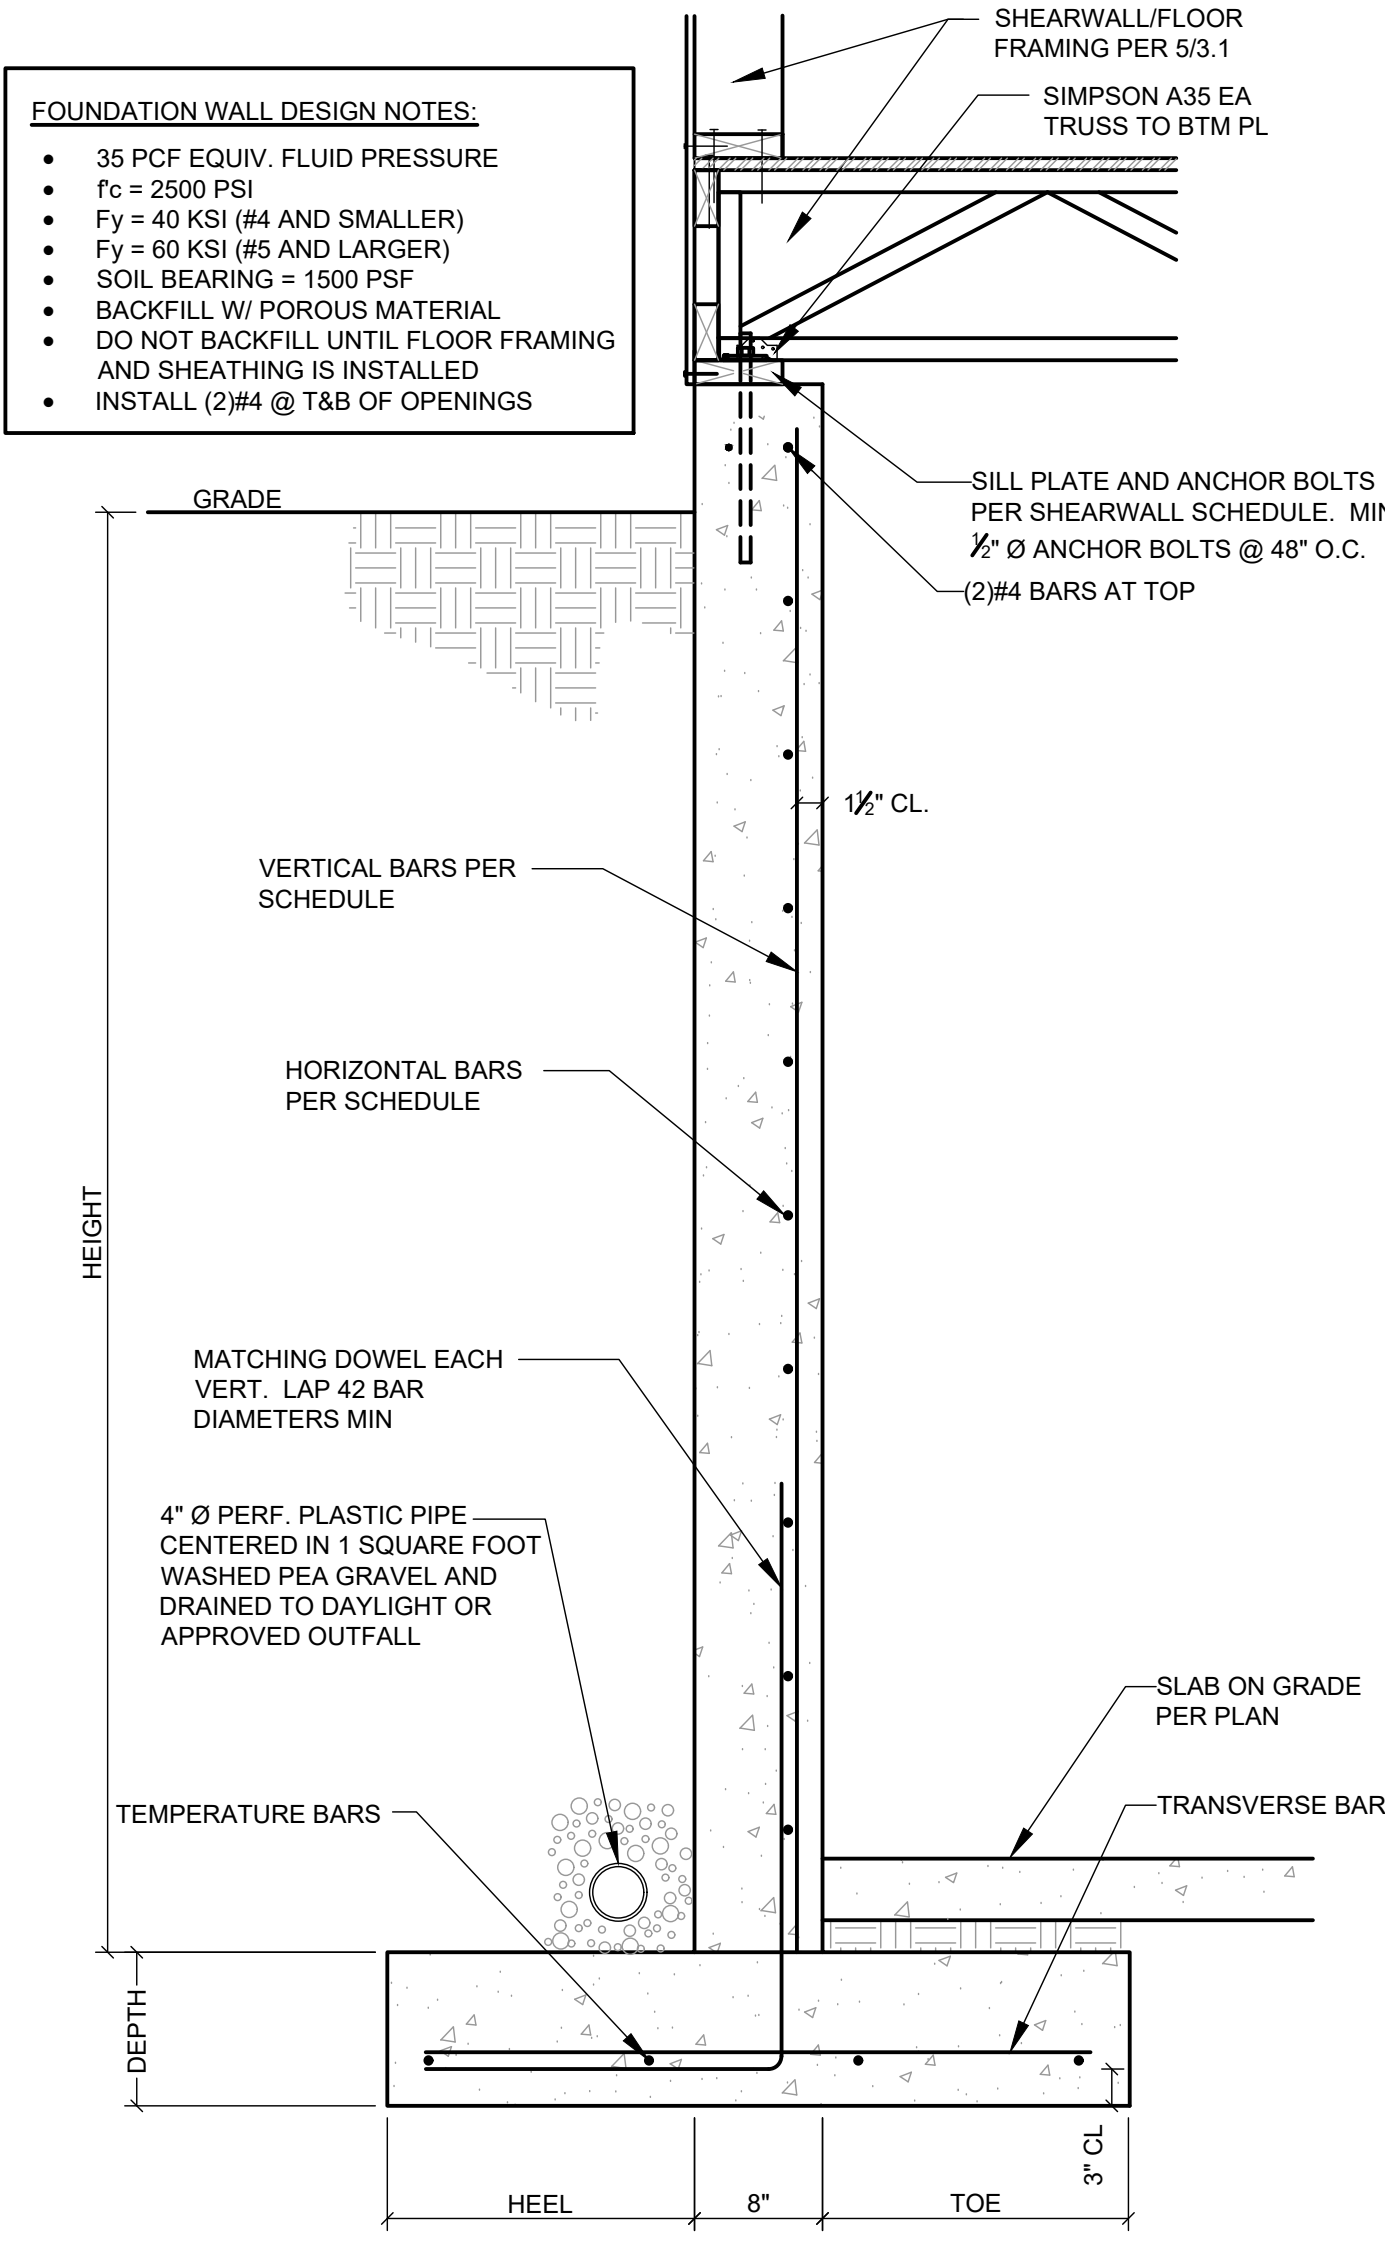 SHEARWALL/FLOOR
FRAMING PER 5/3.1
SIMPSON A35 EA
TRUSS TO BTM PL
FOUNDATION WALL DESIGN NOTES:
• 35 PCF EQUIV. FLUID PRESSURE
• f'c = 2500 PSI
• Fy = 40 KSI (#4 AND SMALLER)
• Fy = 60 KSI (#5 AND LARGER)
• SOIL BEARING = 1500 PSF
• BACKFILL W/ POROUS MATERIAL
• DO NOT BACKFILL UNTIL FLOOR FRAMING
AND SHEATHING IS INSTALLED
• INSTALL (2)#4 @ T&B OF OPENINGS
GRADE
SILL PLATE AND ANCHOR BOLTS
PER SHEARWALL SCHEDULE. MIN
½" Ø ANCHOR BOLTS @ 48" O.C.
(2)#4 BARS AT TOP
1½" CL.
VERTICAL BARS PER
SCHEDULE
HORIZONTAL BARS
PER SCHEDULE
HEIGHT
MATCHING DOWEL EACH
VERT. LAP 42 BAR
DIAMETERS MIN
4" Ø PERF. PLASTIC PIPE
CENTERED IN 1 SQUARE FOOT
WASHED PEA GRAVEL AND
DRAINED TO DAYLIGHT OR
APPROVED OUTFALL
SLAB ON GRADE
PER PLAN
TEMPERATURE BARS
TRANSVERSE BAR
DEPTH
3" CL
HEEL
8"
TOE